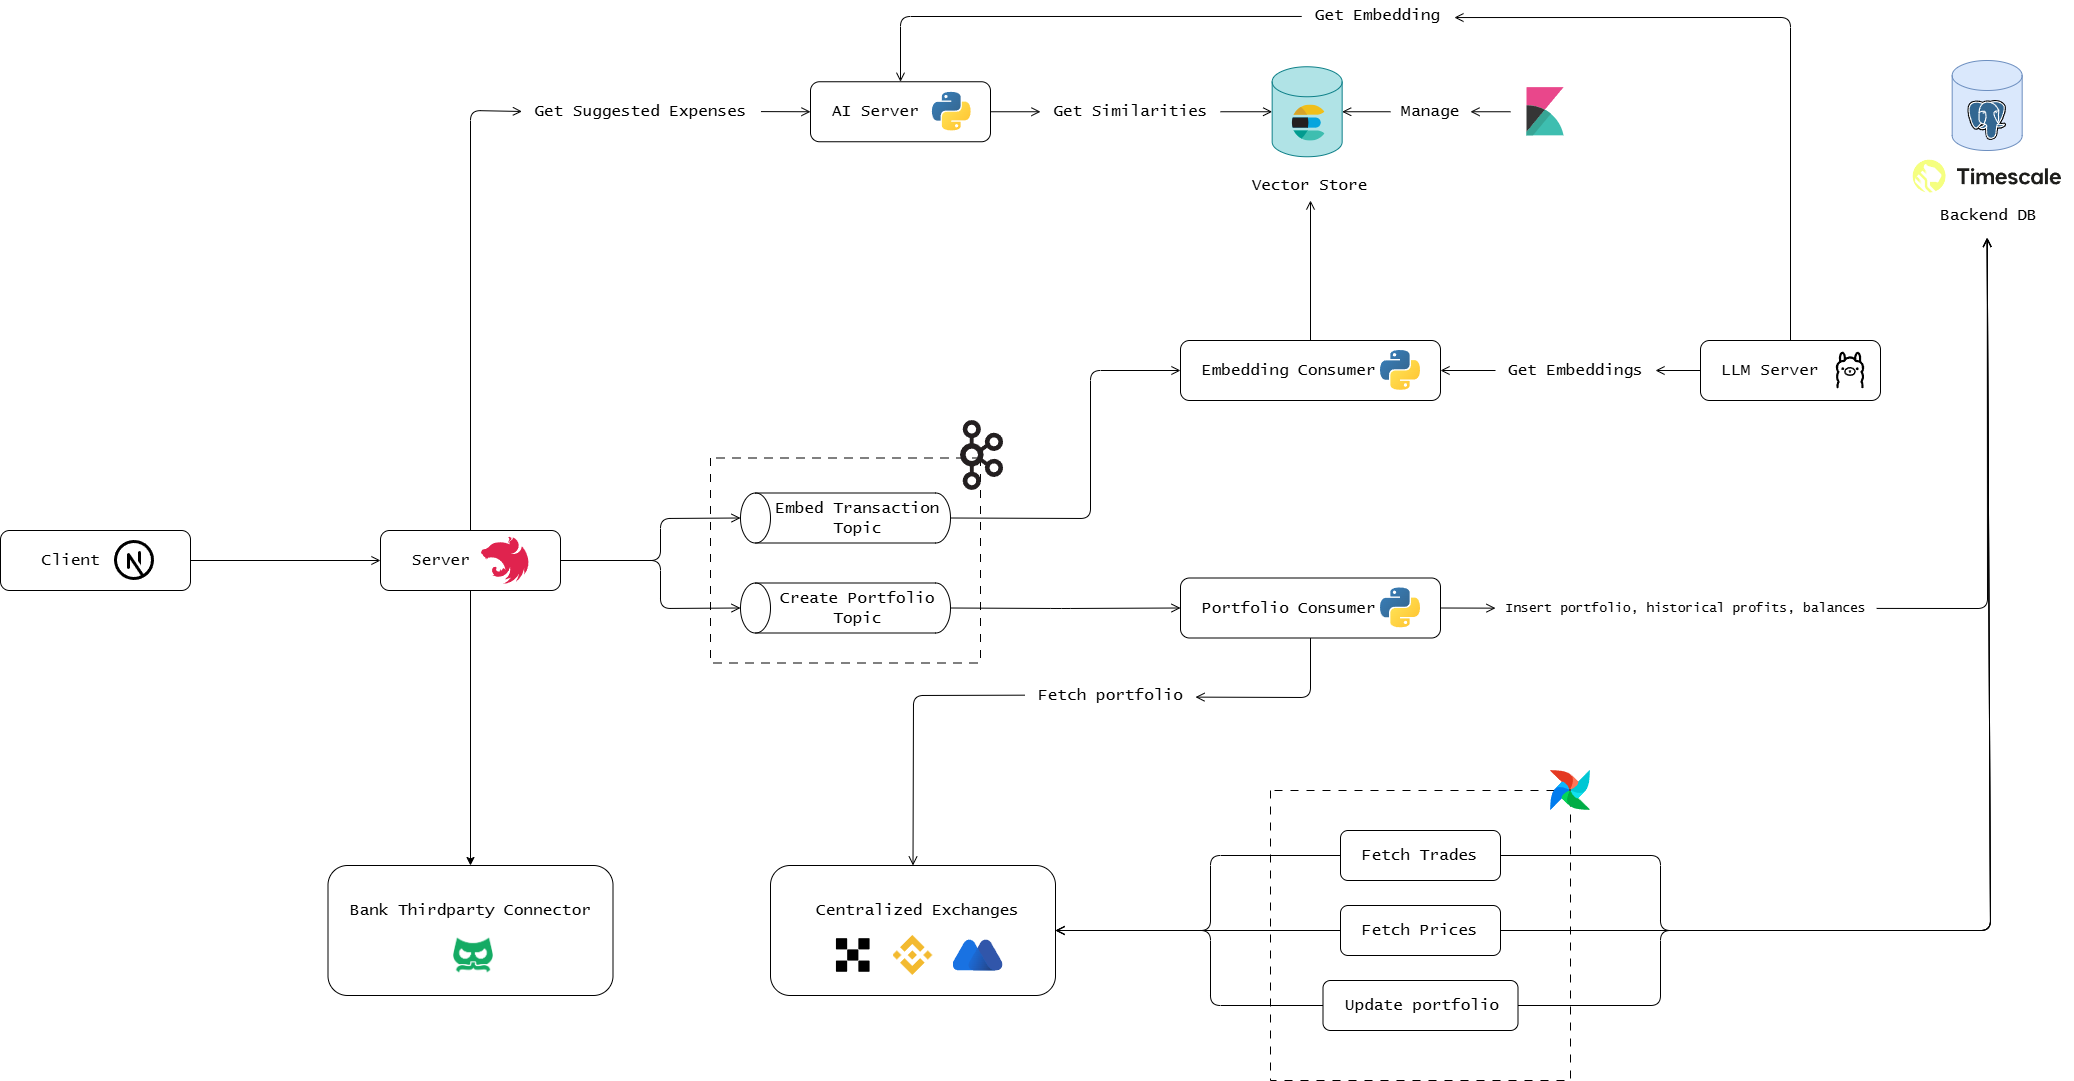 Get Embedding
Get Suggested Expenses
AI Server
Get Similarities
Manage
Vector Store
Timescale
Backend DB
Embedding Consumer
Get Embeddings
LLM Server
Embed Transaction
Topic
Client
Server
Create Portfolio
Topic
Portfolio Consumer
Insert portfolio, historical profits, balances
Fetch portfolio
Fetch Trades
Bank Thirdparty Connector
Centralized Exchanges
Fetch Prices
Update portfolio